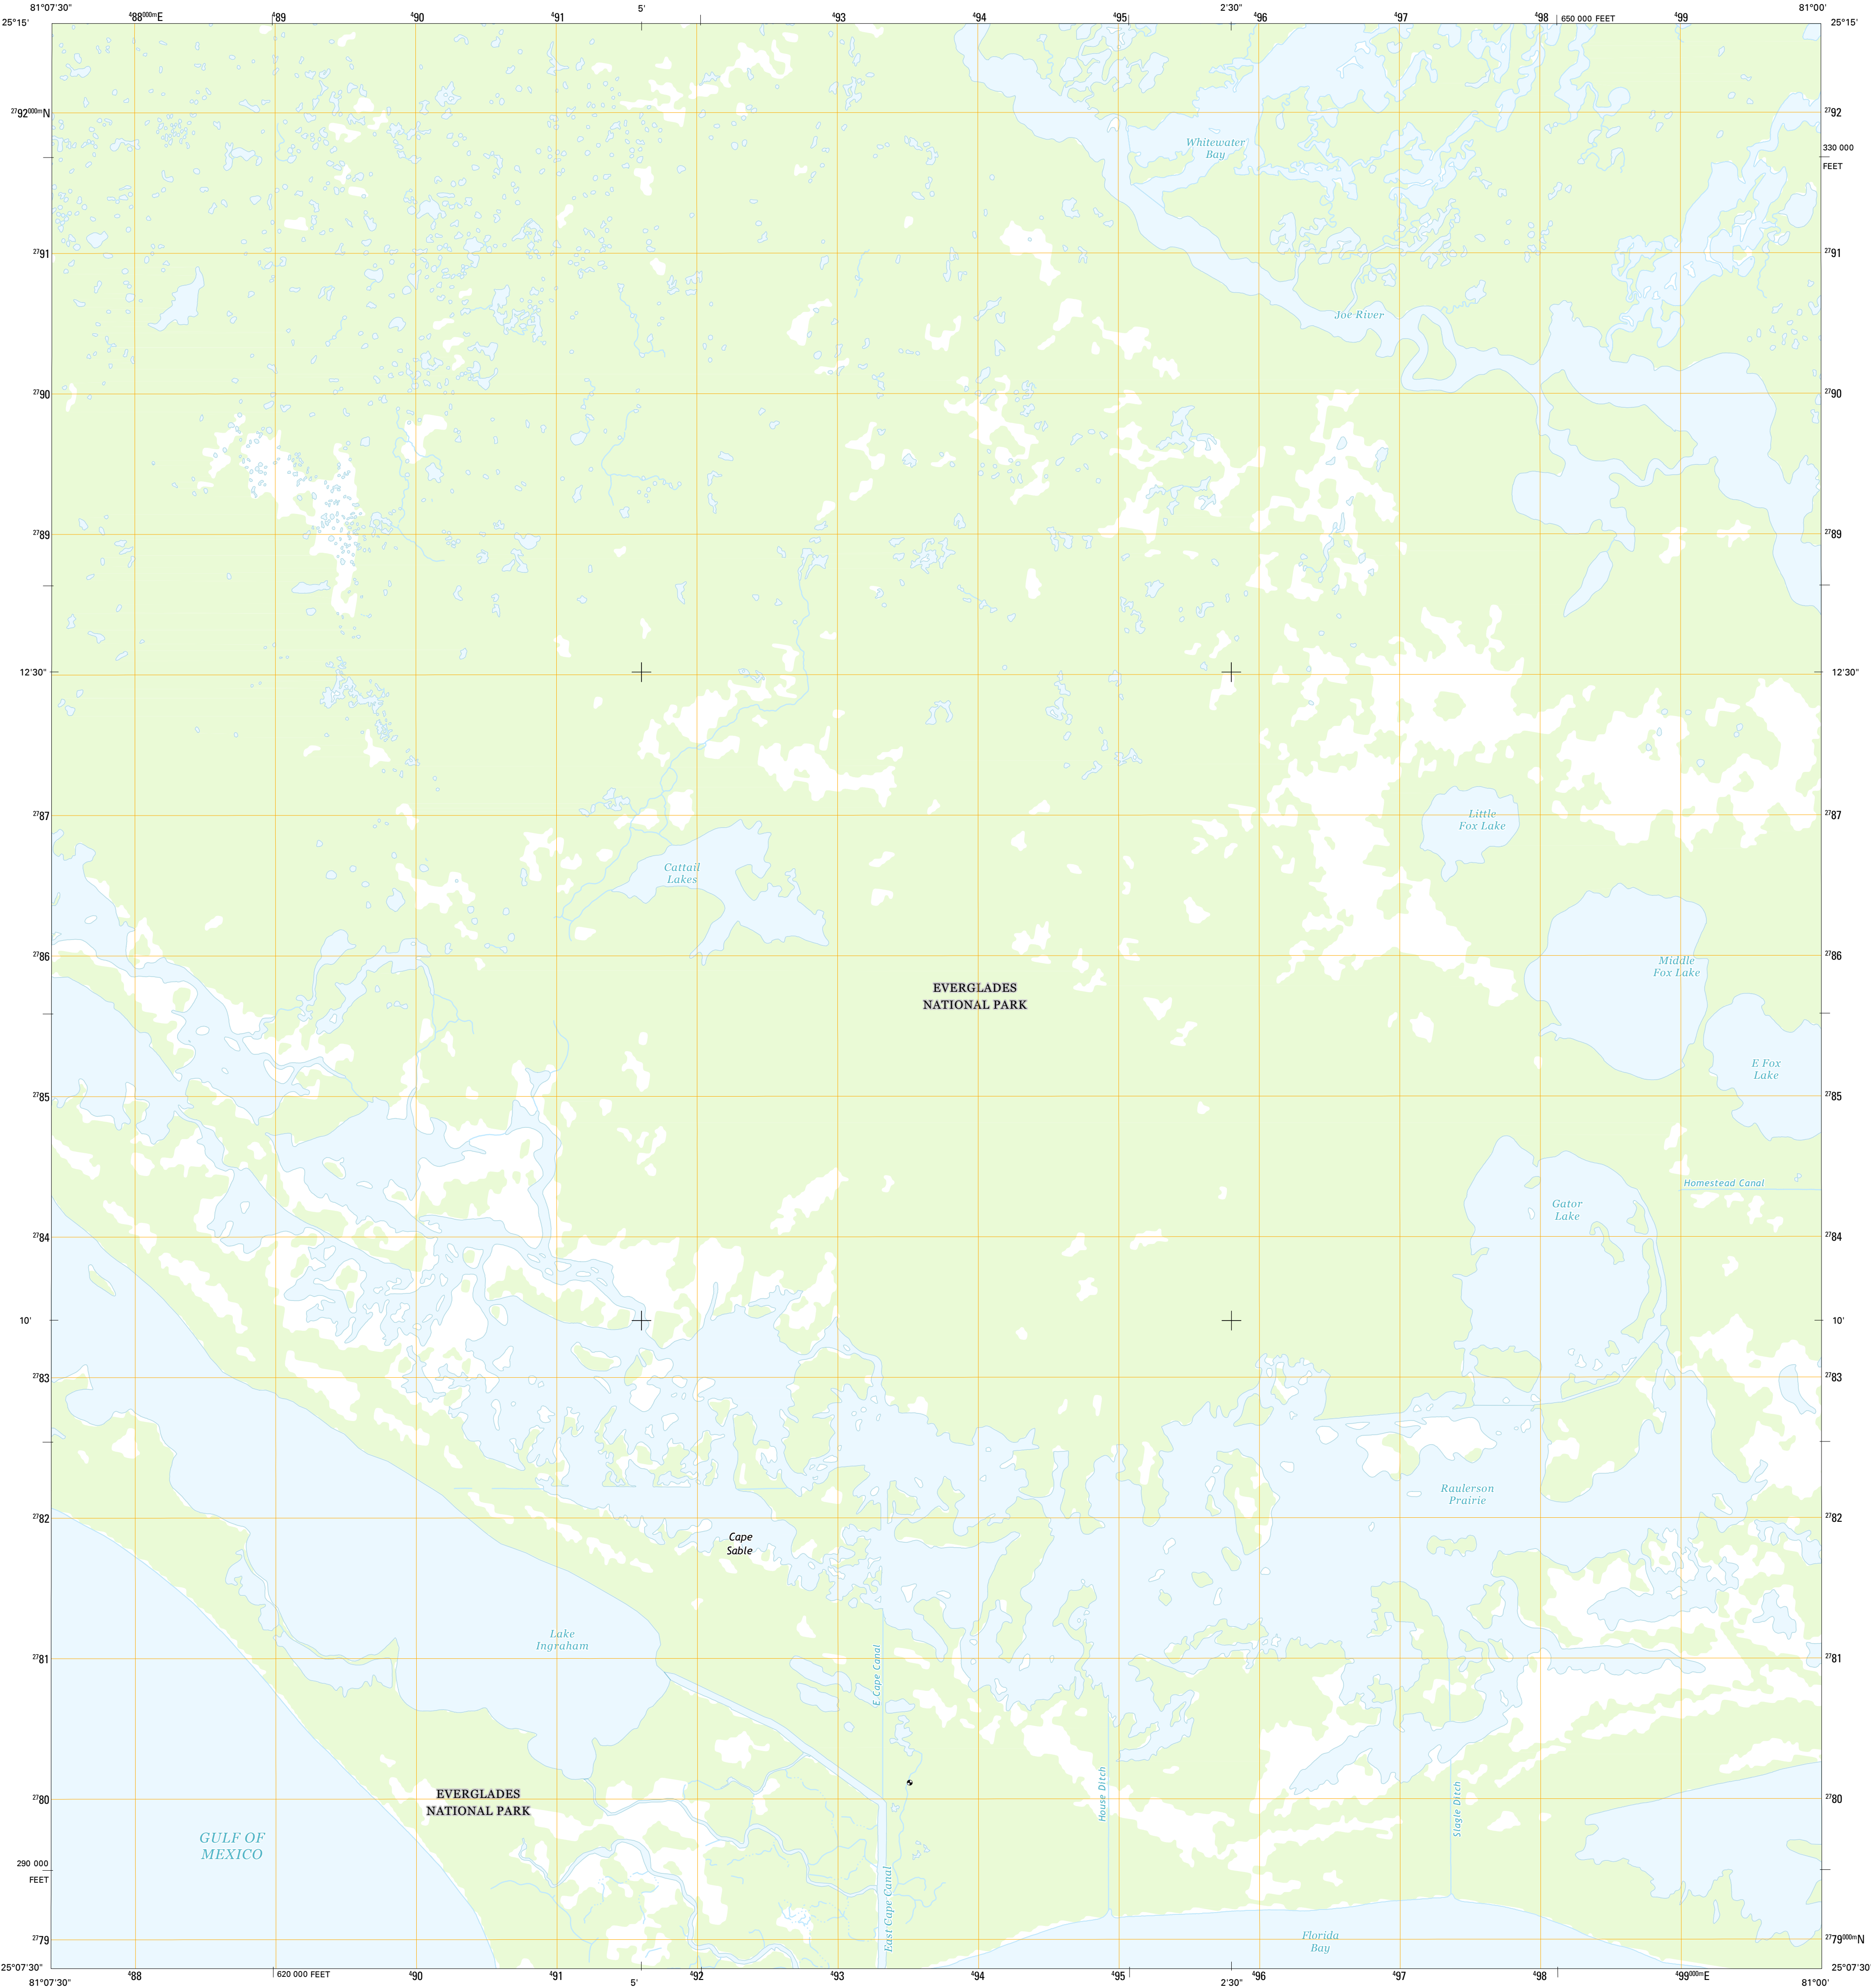 81°07'30"
⁴88⁰⁰⁰ᵐE
⁴89
⁴90
⁴91
5'
⁴93
⁴94
⁴95
2'30"
⁴96
⁴97
⁴98
650 000 FEET
⁴99
81°00'
25°15'
25°15'
²⁷92⁰⁰⁰ᵐN
²⁷92
Whitewater
Bay
330 000
FEET
²⁷91
²⁷91
Joe River
²⁷90
²⁷90
²⁷89
²⁷89
12'30"
12'30"
²⁷87
Little
Fox Lake
²⁷87
Cattail
Lakes
²⁷86
Middle
Fox Lake
²⁷86
EVERGLADES
NATIONAL PARK
E Fox
Lake
²⁷85
²⁷85
Homestead Canal
Gator
Lake
²⁷84
²⁷84
10'
10'
²⁷83
²⁷83
Raulerson
Prairie
²⁷82
²⁷82
Cape
Sable
Lake
Ingraham
²⁷81
E Cape Canal
²⁷81
EVERGLADES
NATIONAL PARK
²⁷80
House Ditch
Slagle Ditch
²⁷80
GULF OF
MEXICO
290 000
FEET
East Cape Canal
Florida
Bay
²⁷79
²⁷79⁰⁰⁰ᵐN
25°07'30"
25°07'30"
81°07'30"
⁴88
620 000 FEET
⁴90
⁴91
5'
⁴92
⁴93
⁴94
⁴95
2'30"
⁴96
⁴97
⁴98
⁴99⁰⁰⁰ᵐE
81°00'